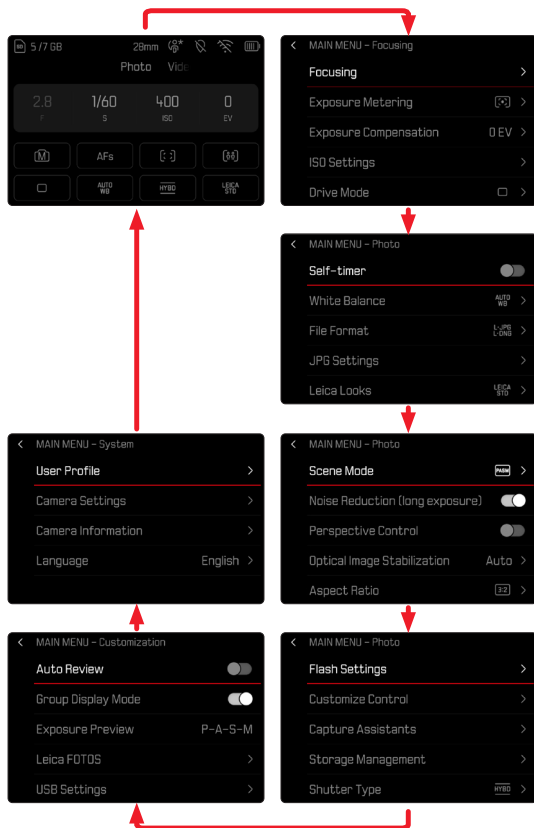 SD 5 /7 GB 28mm
Photo Vide
2.8 1/60 400 0
F S ISO EV
M AFs
AUTO WB HYBD LEICA STD
MAIN MENU – Focusing
Focusing
Exposure Metering
Exposure Compensation 0 EV
ISO Settings
Drive Mode
MAIN MENU – Photo
Self-timer
White Balance AUTO WB
File Format L-JPG L-DNG
JPG Settings
Leica Looks LEICA STD
MAIN MENU – System
User Profile
Camera Settings
Camera Information
Language English
MAIN MENU – Photo
Scene Mode PASM
Noise Reduction (long exposure)
Perspective Control
Optical Image Stabilization Auto
Aspect Ratio 3:2
MAIN MENU – Customization
Auto Review
Group Display Mode
Exposure Preview P-A-S-M
Leica FOTOS
USB Settings
MAIN MENU – Photo
Flash Settings
Customize Control
Capture Assistants
Storage Management
Shutter Type HYBD